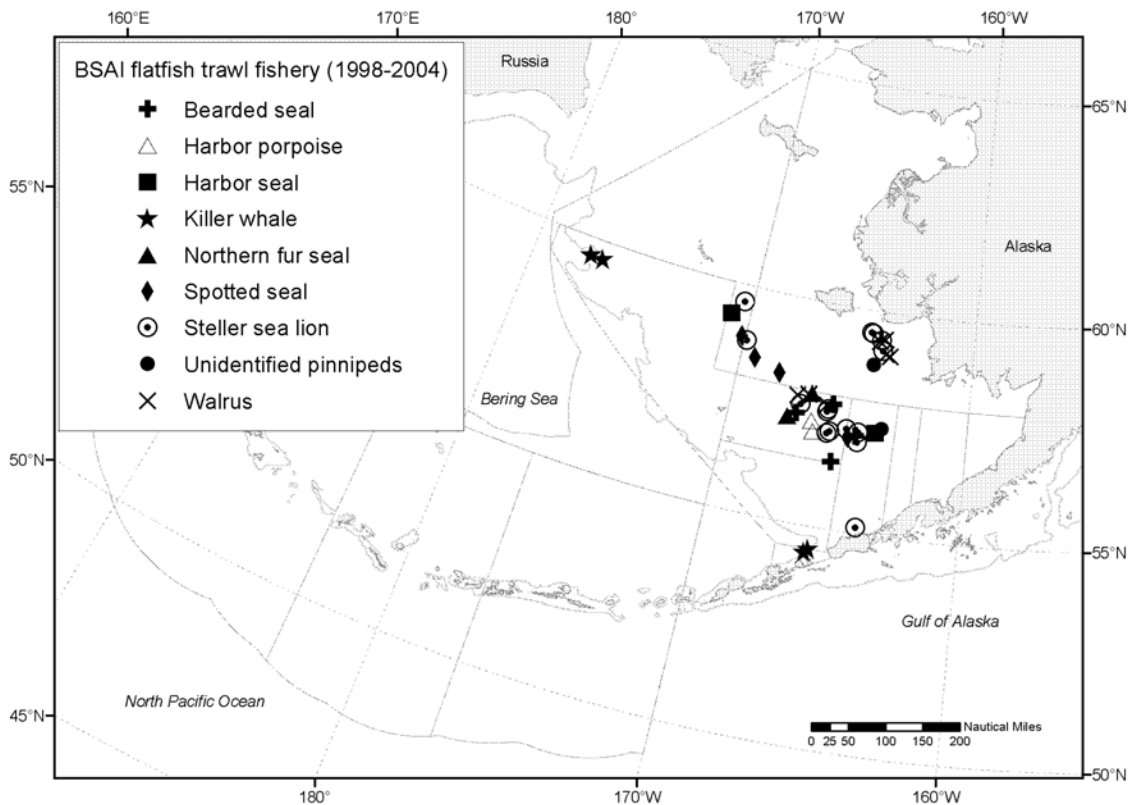 160°E 170°E 180° 170°W 160°W
BSAI flatfish trawl fishery (1998-2004)
Bearded seal
Harbor porpoise
Harbor seal
Killer whale
Northern fur seal
Spotted seal
Steller sea lion
Unidentified pinnipeds
Walrus
Russia
65°N
55°N
Alaska
60°N
Bering Sea
50°N
55°N
Gulf of Alaska
North Pacific Ocean
45°N
Nautical Miles
0 25 50 100 150 200
50°N
180° 170°W 160°W